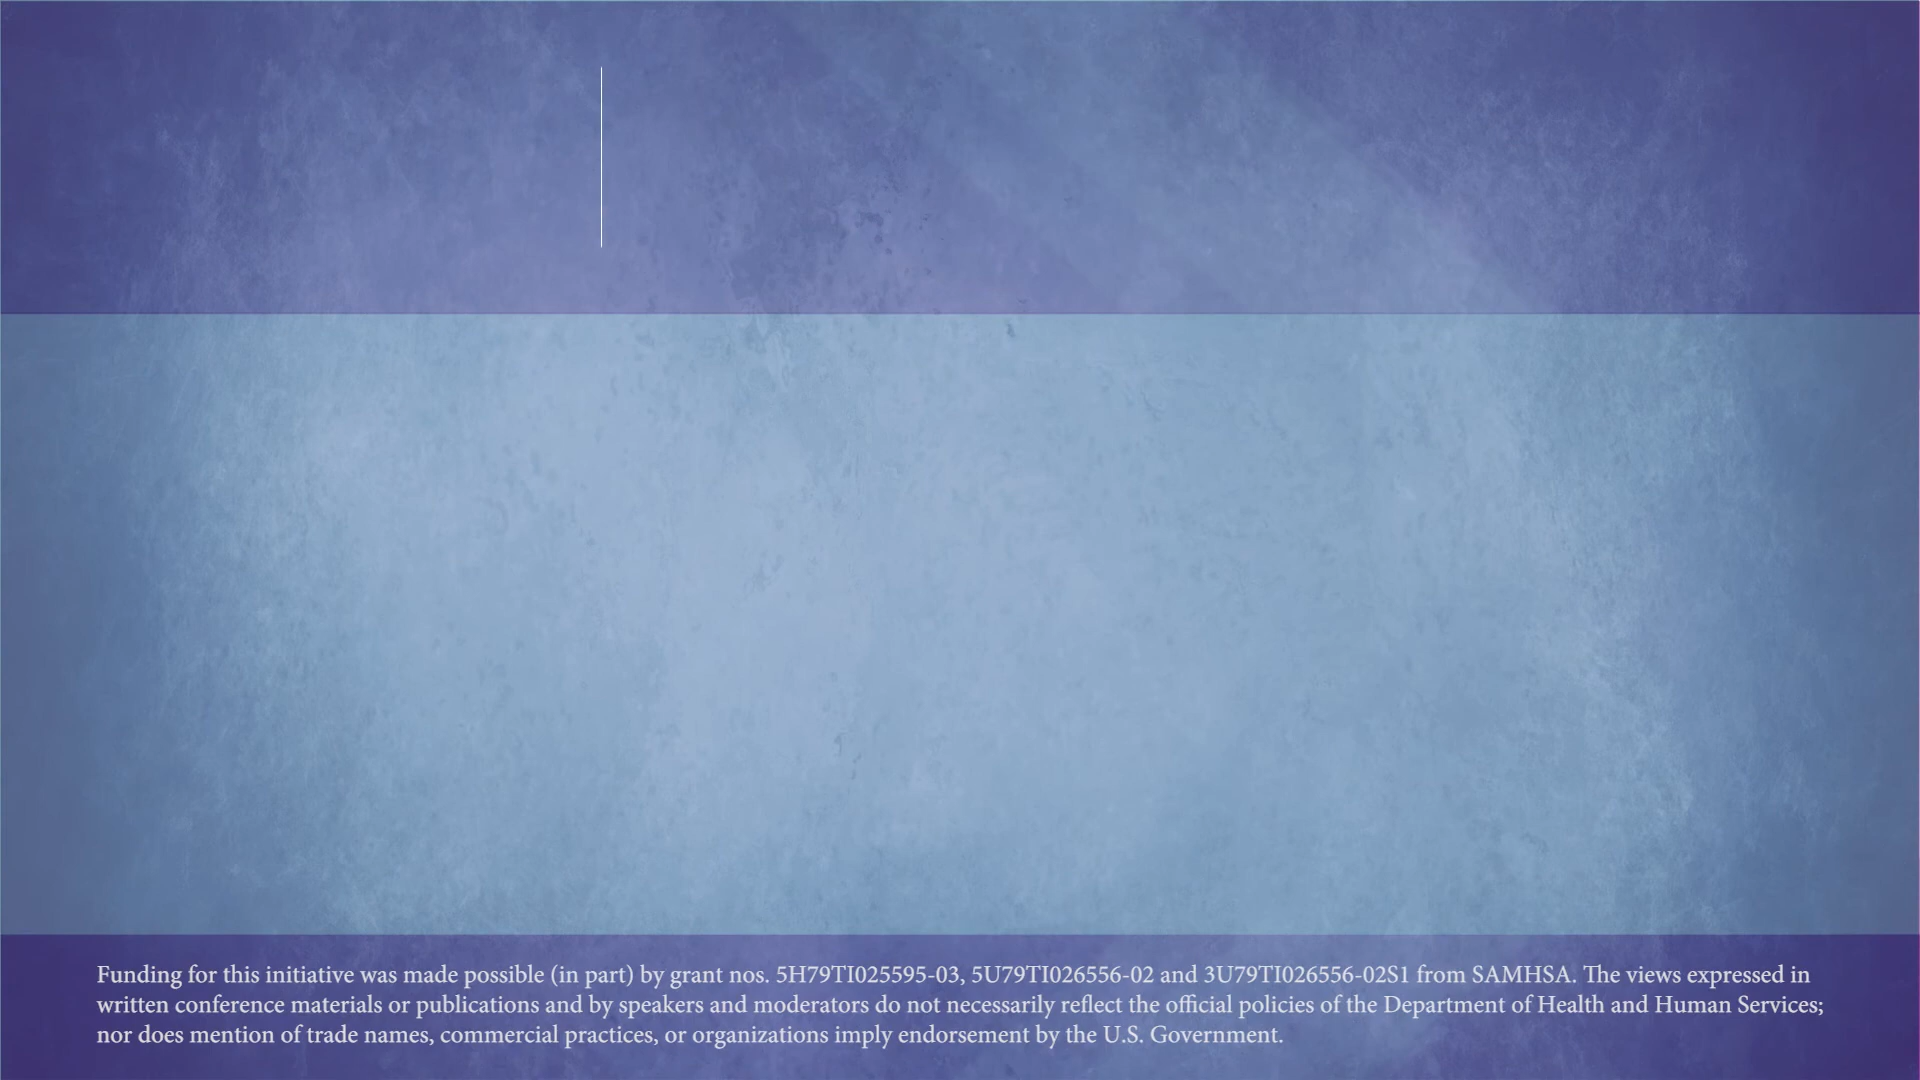 Funding for this initiative was made possible (in part) by grant nos. 5H79TI025595-03, 5U79TI026556-02 and 3U79TI026556-02S1 from SAMHSA. The views expressed in
written conference materials or publications and by speakers and moderators do not necessarily reflect the official policies of the Department of Health and Human Services;
nor does mention of trade names, commercial practices, or organizations imply endorsement by the U.S. Government.